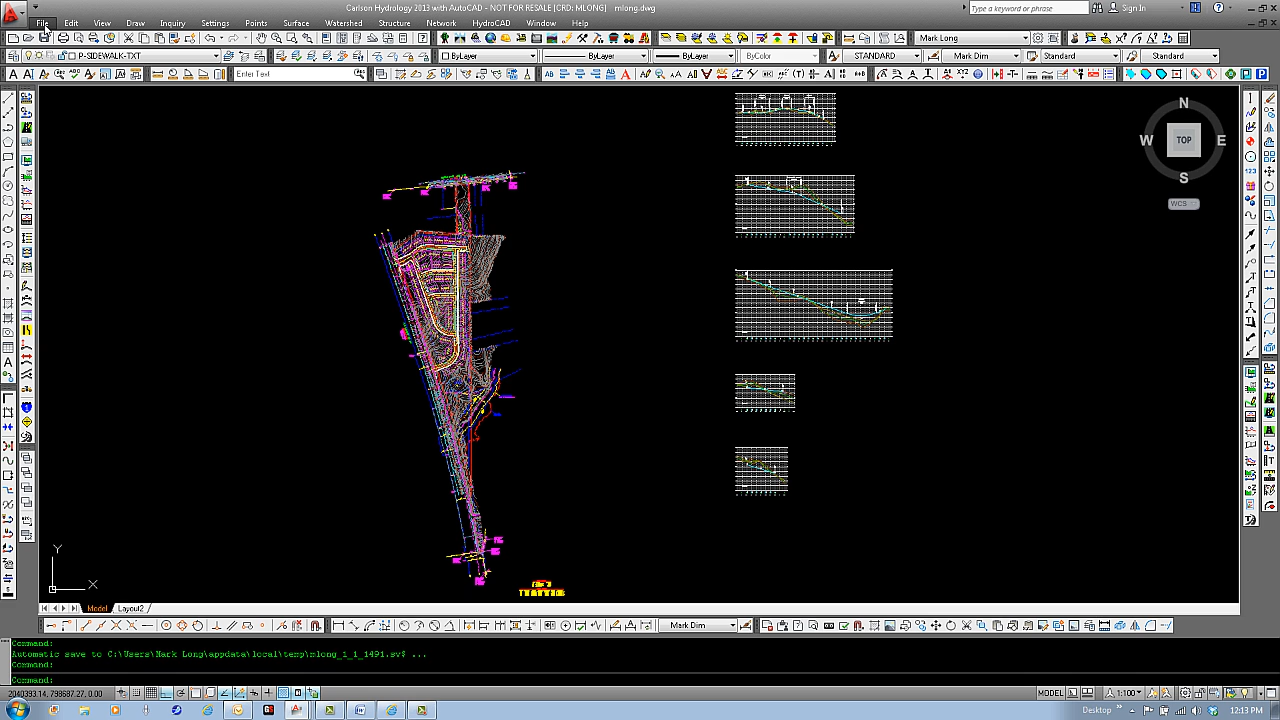 Carlson Hydrology 2013 with AutoCAD - NOT FOR RESALE [CRD: MLONG] mlong.dwg
Type a keyword or phrase
Sign In
File Edit View Draw Inquiry Settings Points Surface Watershed Structure Network HydroCAD Window Help
Mark Long
P-SIDEWALK-TXT
ByLayer
ByLayer
ByLayer
ByColor
STANDARD
Mark Dim
Standard
Standard
Enter Text
N
W TOP E
S
WCS
Y
X
Model Layout2
Mark Dim
Command:
Automatic save to C:\Users\Mark Long\appdata\local\temp\mlong_1_1_1491.sv$ ...
Command:
Command:
MODEL
1:100
Desktop
12:13 PM